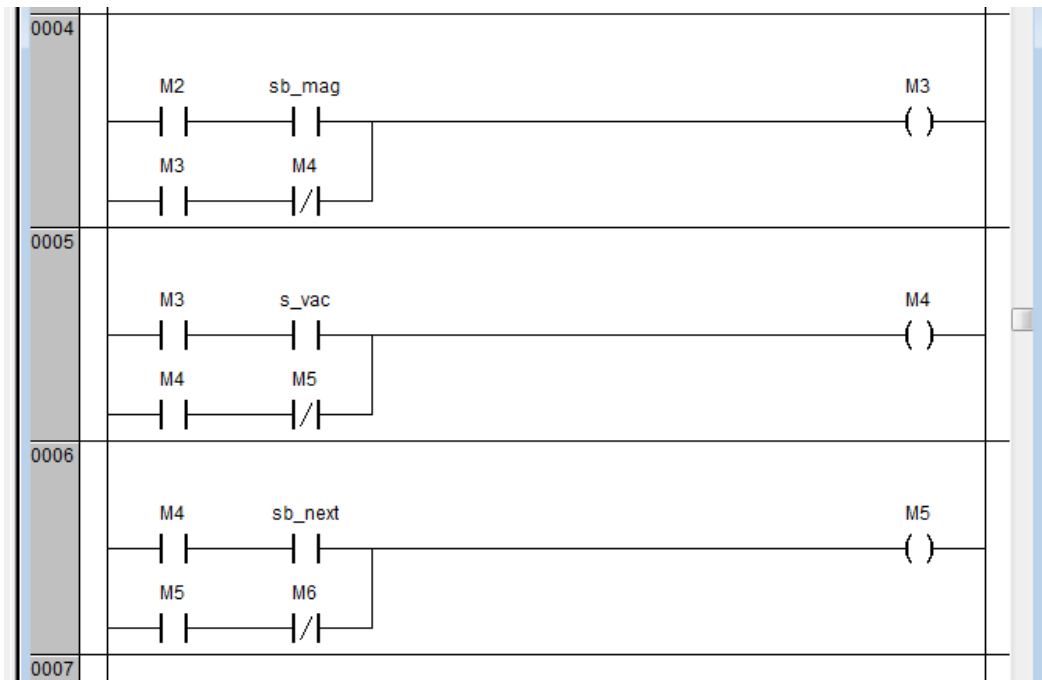 0004
M2 sb_mag M3
M3 M4
0005
M3 s_vac M4
M4 M5
0006
M4 sb_next M5
M5 M6
0007